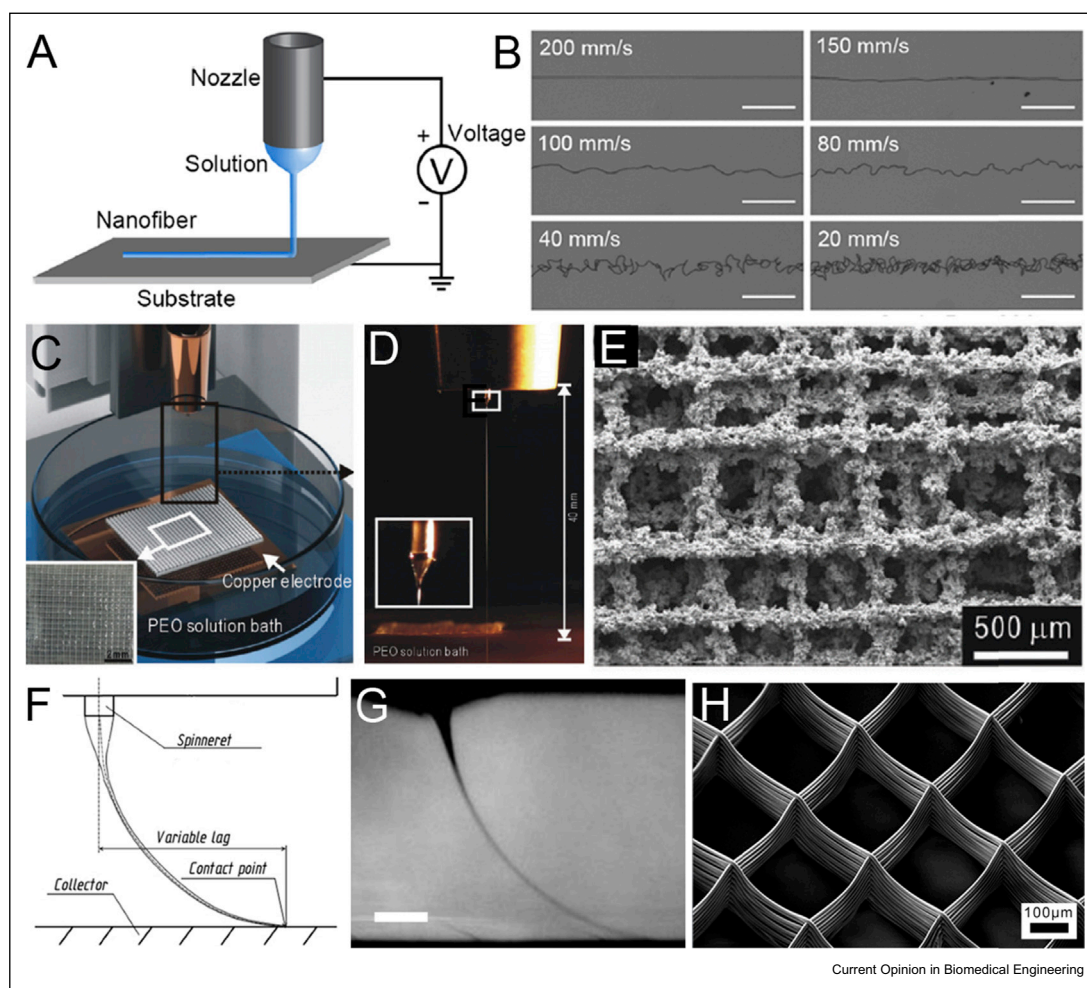 A
Nozzle
Solution
Nanofiber
Substrate
+
Voltage
V
-
B
200 mm/s
150 mm/s
100 mm/s
80 mm/s
40 mm/s
20 mm/s
C
Copper electrode
PEO solution bath
D
40 mm
PEO solution bath
E
500 µm
F
Spinneret
Variable lag
Contact point
Collector
G
H
100µm
Current Opinion in Biomedical Engineering